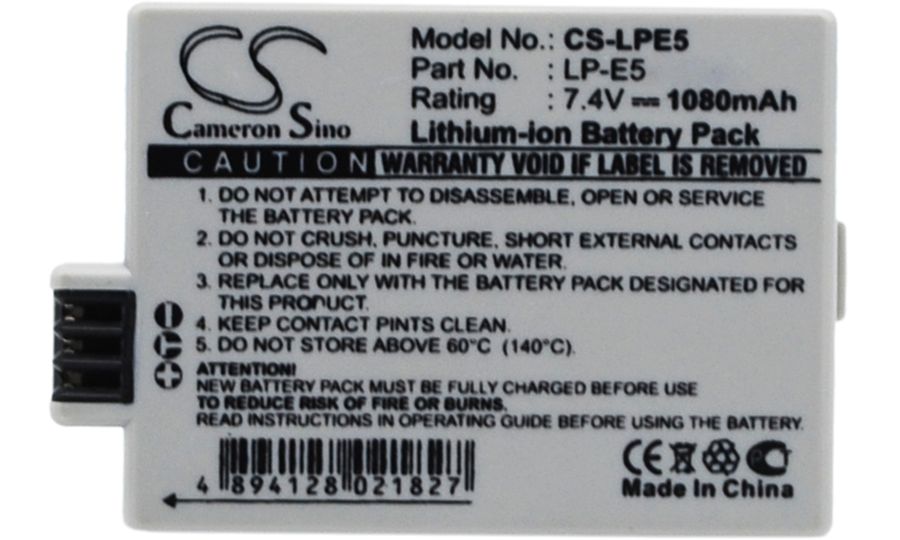 CS
Cameron Sino
Model No.: CS-LPE5
Part No. : LP-E5
Rating : 7.4V 1080mAh
Lithium-ion Battery Pack
CAUTION WARRANTY VOID IF LABEL IS REMOVED
1. DO NOT ATTEMPT TO DISASSEMBLE, OPEN OR SERVICE
THE BATTERY PACK.
2. DO NOT CRUSH, PUNCTURE, SHORT EXTERNAL CONTACTS
OR DISPOSE OF IN FIRE OR WATER.
3. REPLACE ONLY WITH THE BATTERY PACK DESIGNATED FOR
THIS PRODUCT.
4. KEEP CONTACT PINTS CLEAN.
5. DO NOT STORE ABOVE 60°C (140°C).
ATTENTION!
NEW BATTERY PACK MUST BE FULLY CHARGED BEFORE USE
TO REDUCE RISK OF FIRE OR BURNS.
READ INSTRUCTIONS IN OPERATING GUIDE BEFORE USING THE BATTERY.
4 894128 021827
CE
Made In China